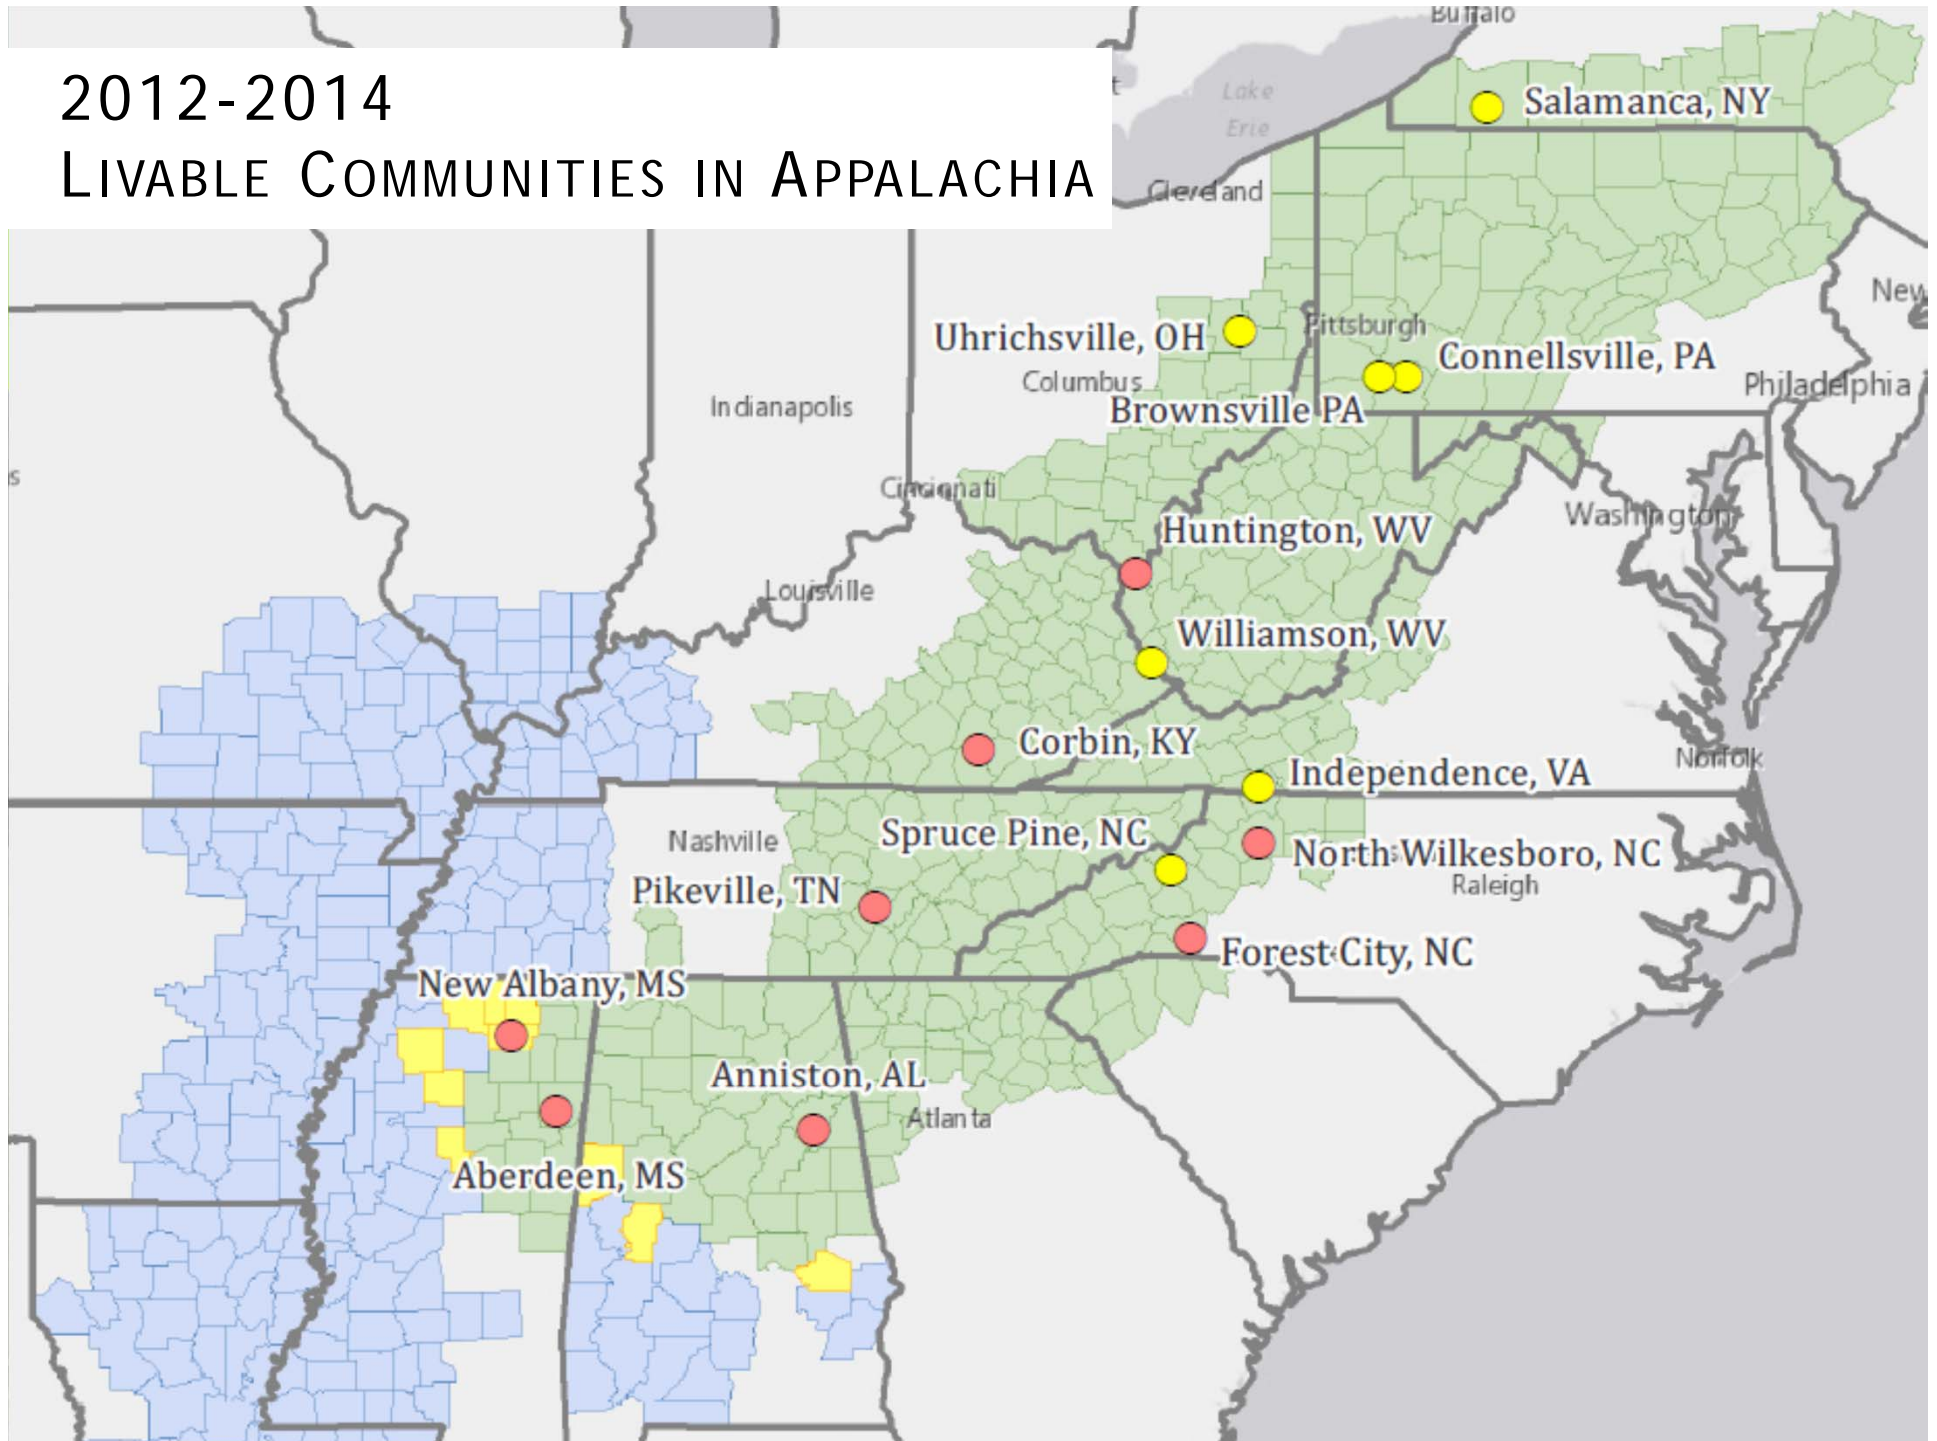 2012-2014
LIVABLE COMMUNITIES IN APPALACHIA
Buffalo
Lake
Erie
Salamanca, NY
Cleveland
New
Uhrichsville, OH
Pittsburgh
Connellsville, PA
Columbus
Philadelphia
Indianapolis
Brownsville PA
Cincinnati
Washington
Huntington, WV
Louisville
Williamson, WV
Corbin, KY
Norfolk
Independence, VA
Nashville
Spruce Pine, NC
North Wilkesboro, NC
Pikeville, TN
Raleigh
Forest City, NC
New Albany, MS
Anniston, AL
Atlanta
Aberdeen, MS